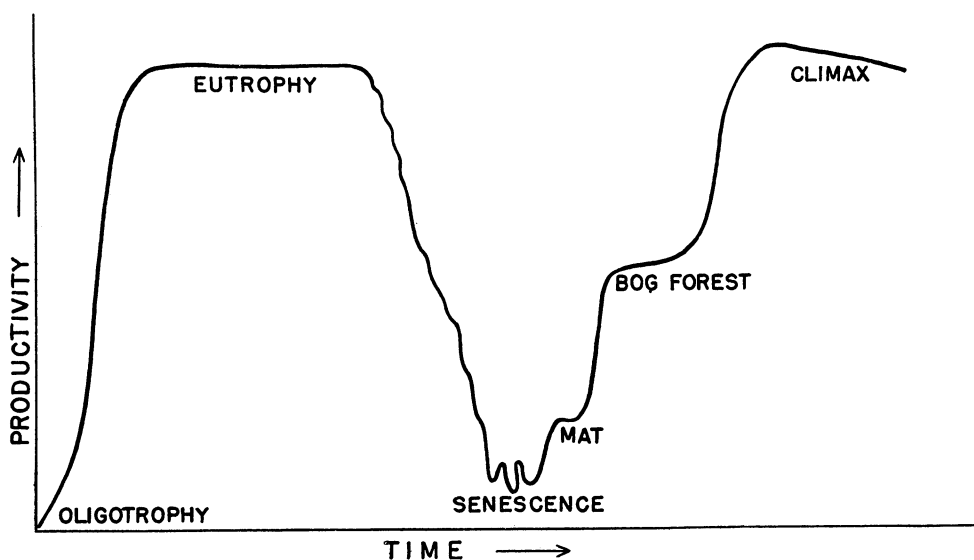 EUTROPHY
CLIMAX
PRODUCTIVITY
BOG FOREST
MAT
SENESCENCE
OLIGOTROPHY
TIME